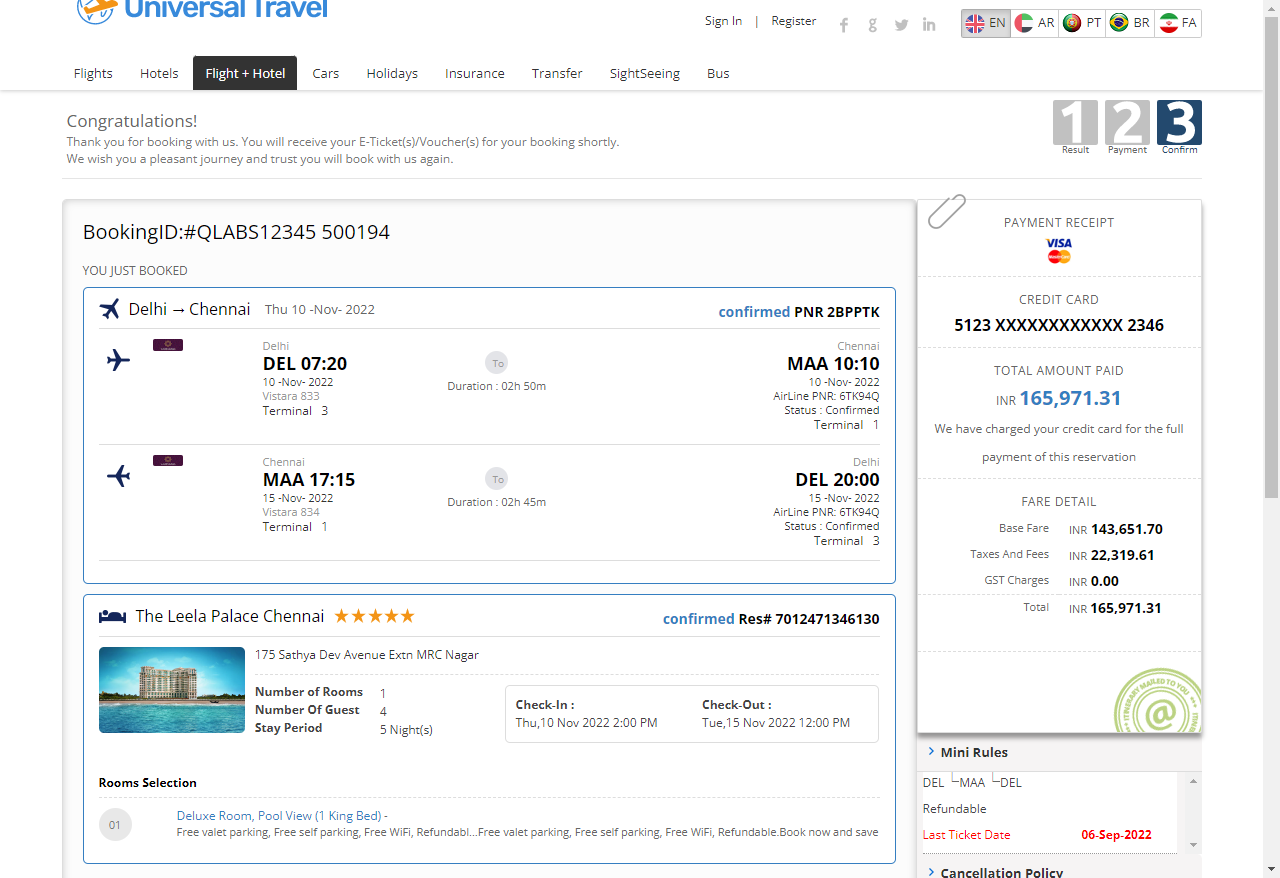 Universal Travel
Sign In | Register
EN AR PT BR FA
Flights Hotels Flight + Hotel Cars Holidays Insurance Transfer SightSeeing Bus
Congratulations!
Thank you for booking with us. You will receive your E-Ticket(s)/Voucher(s) for your booking shortly.
We wish you a pleasant journey and trust you will book with us again.
1 2 3
Result Payment Confirm
BookingID:#QLABS12345 500194
YOU JUST BOOKED
Delhi → Chennai Thu 10 -Nov- 2022 confirmed PNR 2BPPTK
Delhi To Chennai
DEL 07:20 MAA 10:10
10 -Nov- 2022 Duration : 02h 50m 10 -Nov- 2022
Vistara 833 AirLine PNR: 6TK94Q
Status : Confirmed
Terminal 3 Terminal 1
Chennai To Delhi
MAA 17:15 DEL 20:00
15 -Nov- 2022 Duration : 02h 45m 15 -Nov- 2022
Vistara 834 AirLine PNR: 6TK94Q
Status : Confirmed
Terminal 1 Terminal 3
The Leela Palace Chennai confirmed Res# 7012471346130
175 Sathya Dev Avenue Extn MRC Nagar
Number of Rooms 1
Number Of Guest 4
Stay Period 5 Night(s)
Check-In : Check-Out :
Thu,10 Nov 2022 2:00 PM Tue,15 Nov 2022 12:00 PM
Rooms Selection
01 Deluxe Room, Pool View (1 King Bed) -
Free valet parking, Free self parking, Free WiFi, Refundabl...Free valet parking, Free self parking, Free WiFi, Refundable.Book now and save
PAYMENT RECEIPT
VISA
CREDIT CARD
5123 XXXXXXXXXXXX 2346
TOTAL AMOUNT PAID
INR 165,971.31
We have charged your credit card for the full
payment of this reservation
FARE DETAIL
Base Fare INR 143,651.70
Taxes And Fees INR 22,319.61
GST Charges INR 0.00
Total INR 165,971.31
ITINERARY MAILED TO YOU
@
Mini Rules
DEL MAA DEL
Refundable
Last Ticket Date 06-Sep-2022
Cancellation Policy